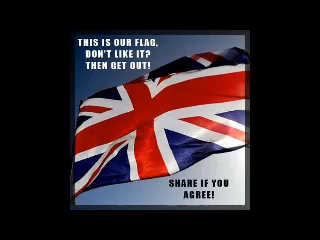 THIS IS OUR FLAG,
DON'T LIKE IT?
THEN GET OUT!
SHARE IF YOU
AGREE!